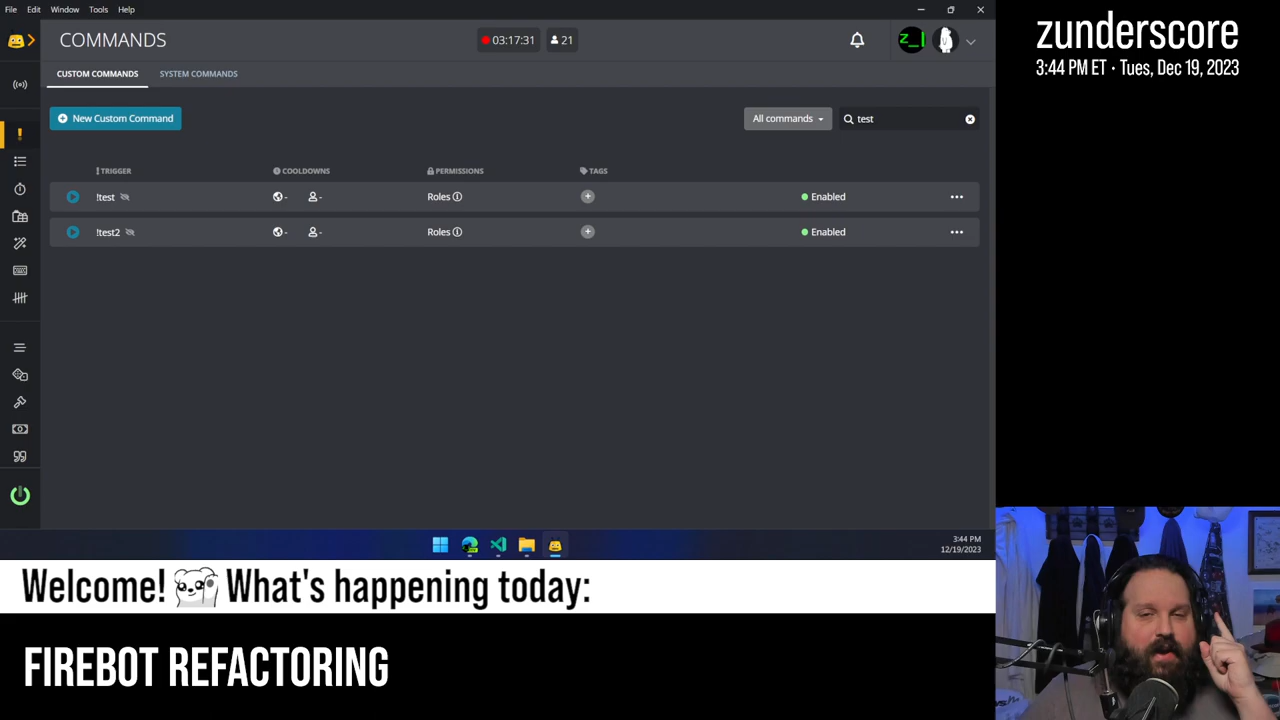 File Edit Window Tools Help
COMMANDS
03:17:31
21
z_|
CUSTOM COMMANDS
SYSTEM COMMANDS
New Custom Command
All commands
test
TRIGGER
COOLDOWNS
PERMISSIONS
TAGS
!test
-
-
Roles
Enabled
!test2
-
-
Roles
Enabled
3:44 PM
12/19/2023
zunderscore
3:44 PM ET • Tues, Dec 19, 2023
Welcome! What's happening today:
FIREBOT REFACTORING